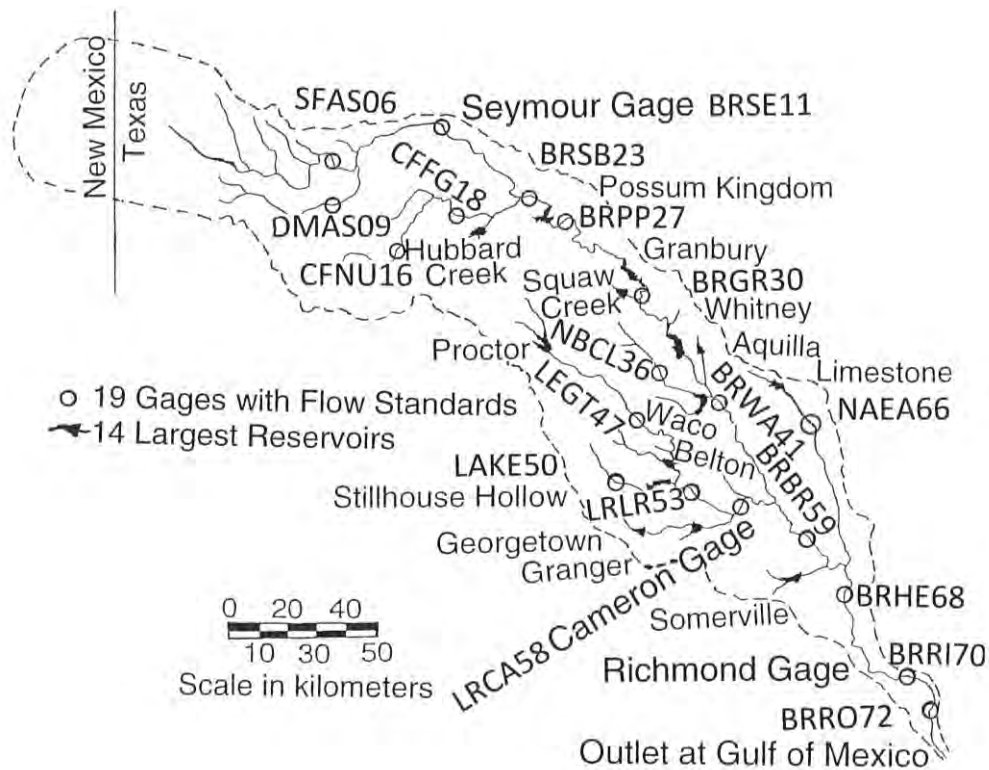 New Mexico
Texas
SFAS06
Seymour Gage BRSE11
CFFG18
BRSB23
Possum Kingdom
BRPP27
DMAS09
Hubbard
Creek
CFNU16
Granbury
BRGR30
Squaw
Creek
Whitney
NBCL36
Aquilla
Proctor
Limestone
LEGT47
BRWA41
NAEA66
19 Gages with Flow Standards
14 Largest Reservoirs
Waco
Belton
BRBR59
LAKE50
Stillhouse Hollow
LRLR53
Georgetown
Granger
LRCA58 Cameron Gage
Somerville
BRHE68
0 20 40
10 30 50
Scale in kilometers
Richmond Gage
BRRI70
BRRO72
Outlet at Gulf of Mexico